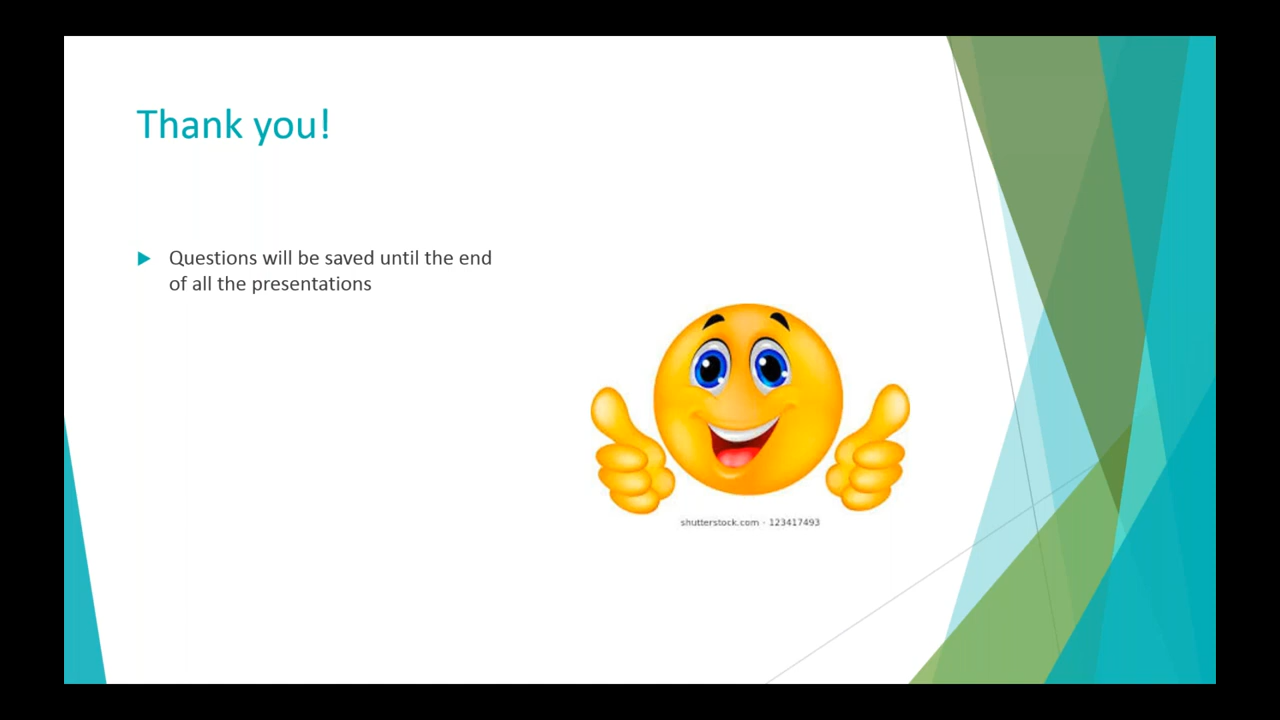 Thank you!
Questions will be saved until the end
of all the presentations
shutterstock.com · 123417493